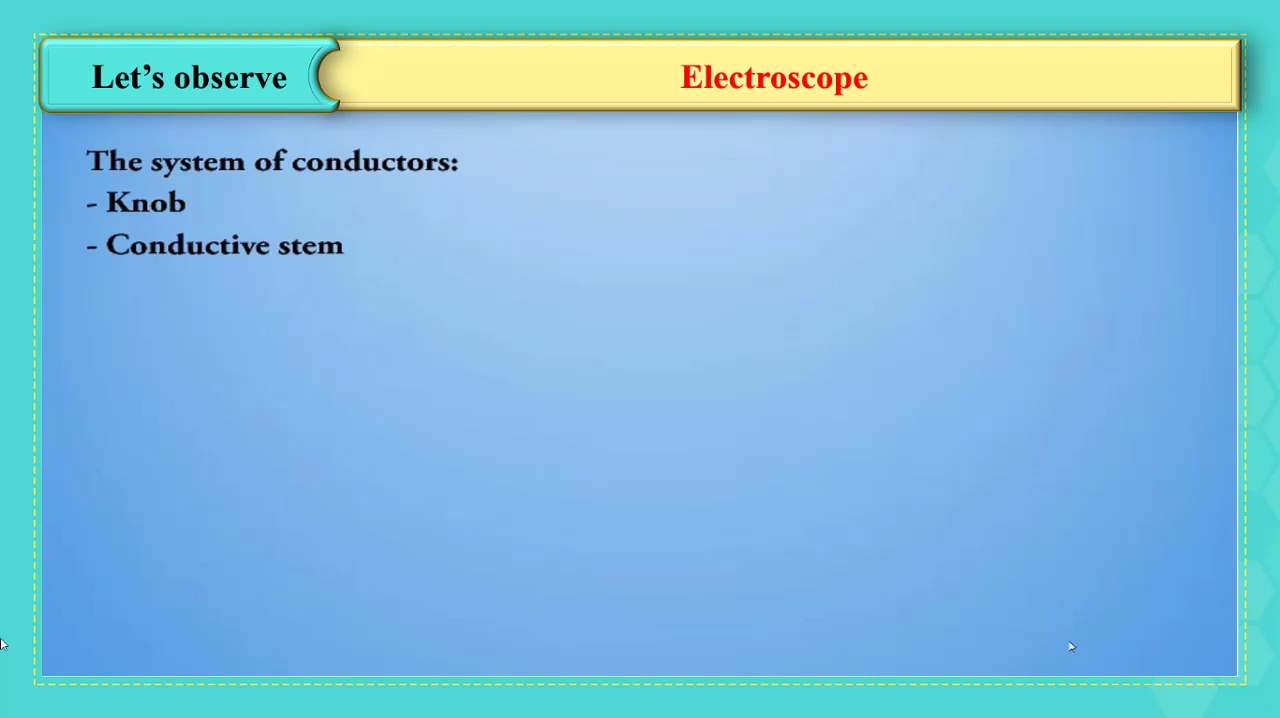 Let's observe
Electroscope
The system of conductors:
- Knob
- Conductive stem